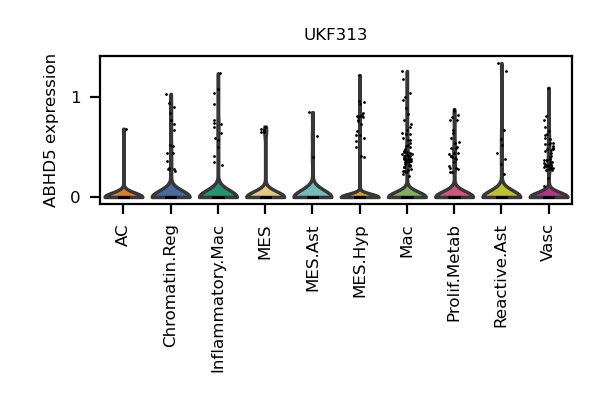 UKF313
ABHD5 expression
1
0
AC
Chromatin.Reg
Inflammatory.Mac
MES
MES.Ast
MES.Hyp
Mac
Prolif.Metab
Reactive.Ast
Vasc